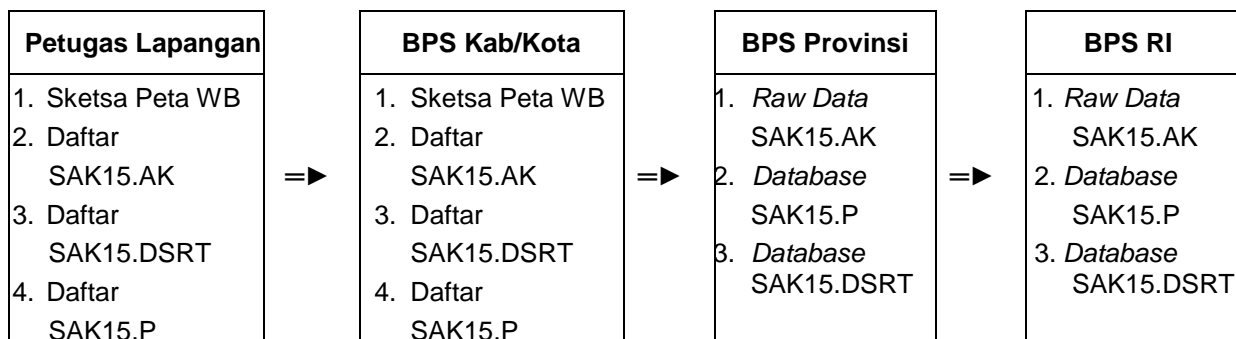 Petugas Lapangan
1. Sketsa Peta WB
2. Daftar
SAK15.AK
3. Daftar
SAK15.DSRT
4. Daftar
SAK15.P
=►
BPS Kab/Kota
1. Sketsa Peta WB
2. Daftar
SAK15.AK
3. Daftar
SAK15.DSRT
4. Daftar
SAK15.P
=►
BPS Provinsi
1. Raw Data
SAK15.AK
2. Database
SAK15.P
3. Database
SAK15.DSRT
=►
BPS RI
1. Raw Data
SAK15.AK
2. Database
SAK15.P
3. Database
SAK15.DSRT